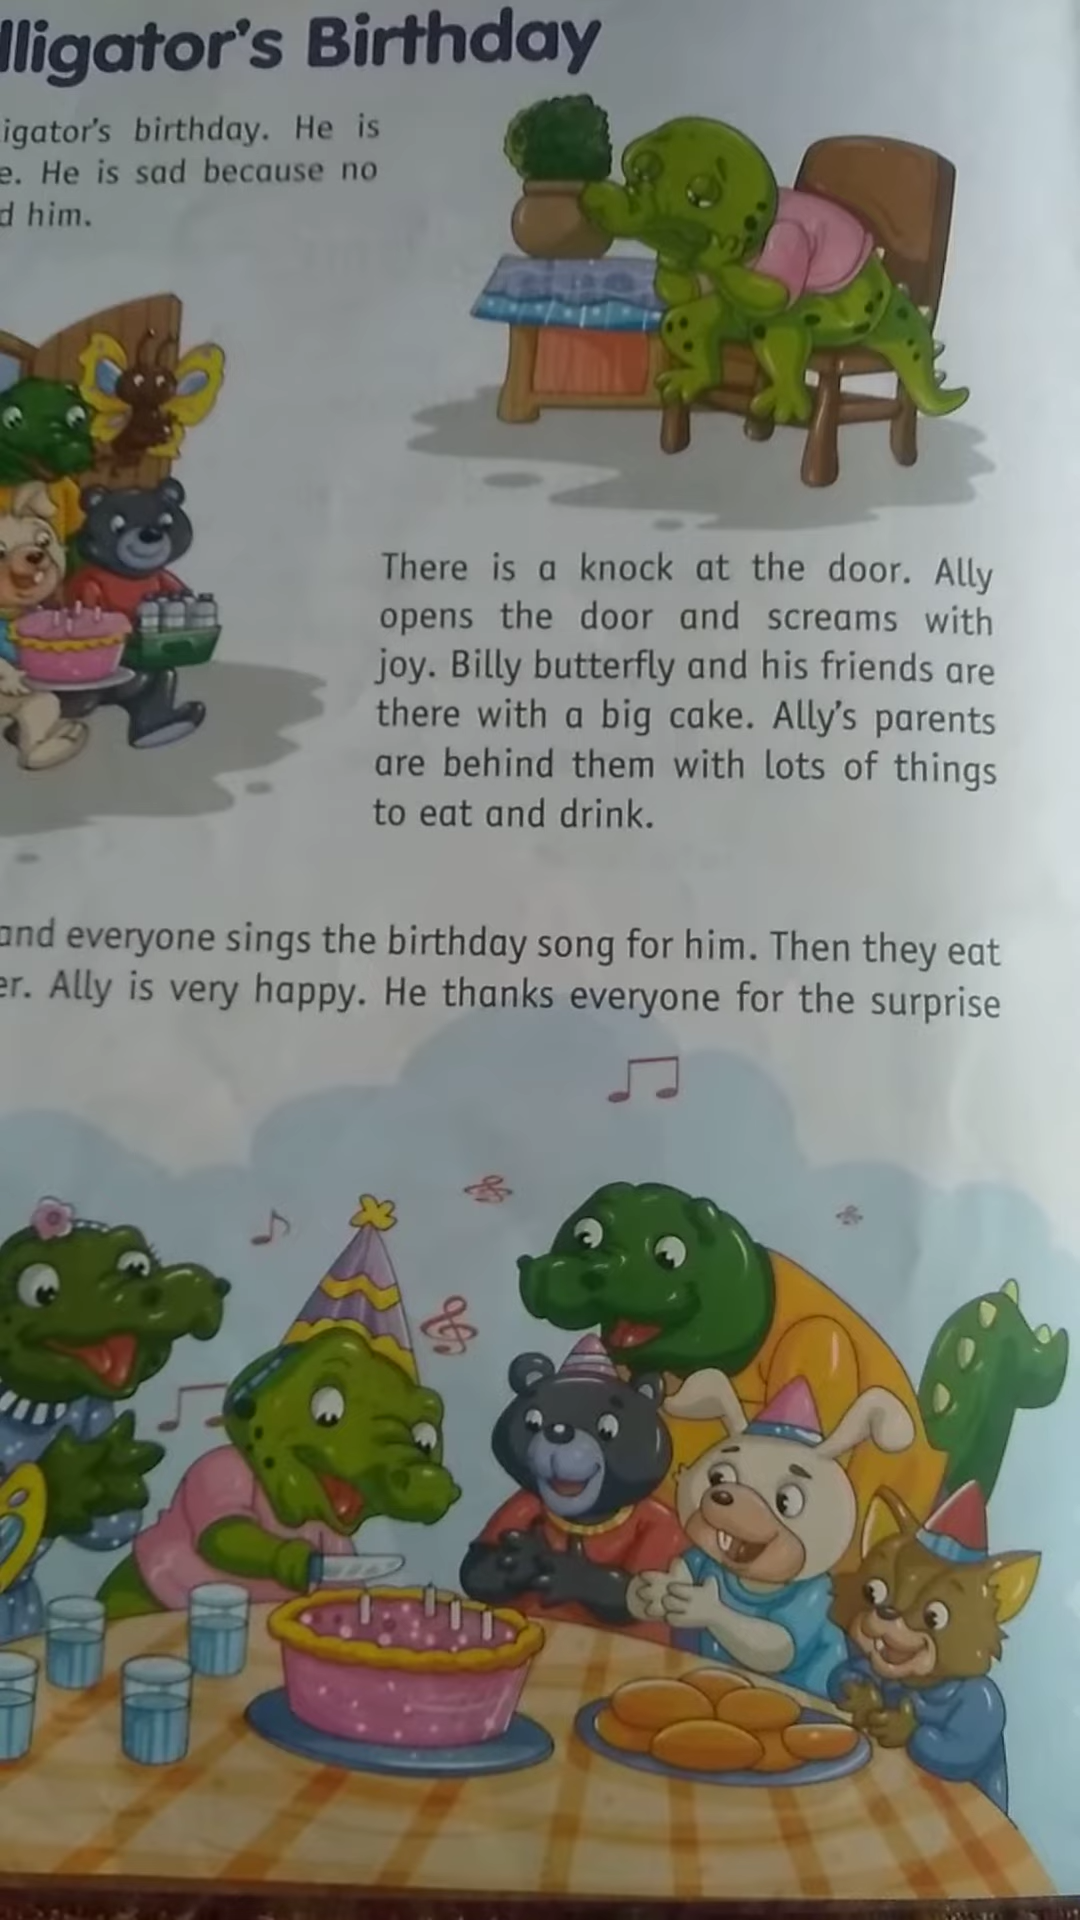 lligator's Birthday
igator's birthday. He is
e. He is sad because no
d him.
There is a knock at the door. Ally
opens the door and screams with
joy. Billy butterfly and his friends are
there with a big cake. Ally's parents
are behind them with lots of things
to eat and drink.
and everyone sings the birthday song for him. Then they eat
er. Ally is very happy. He thanks everyone for the surprise